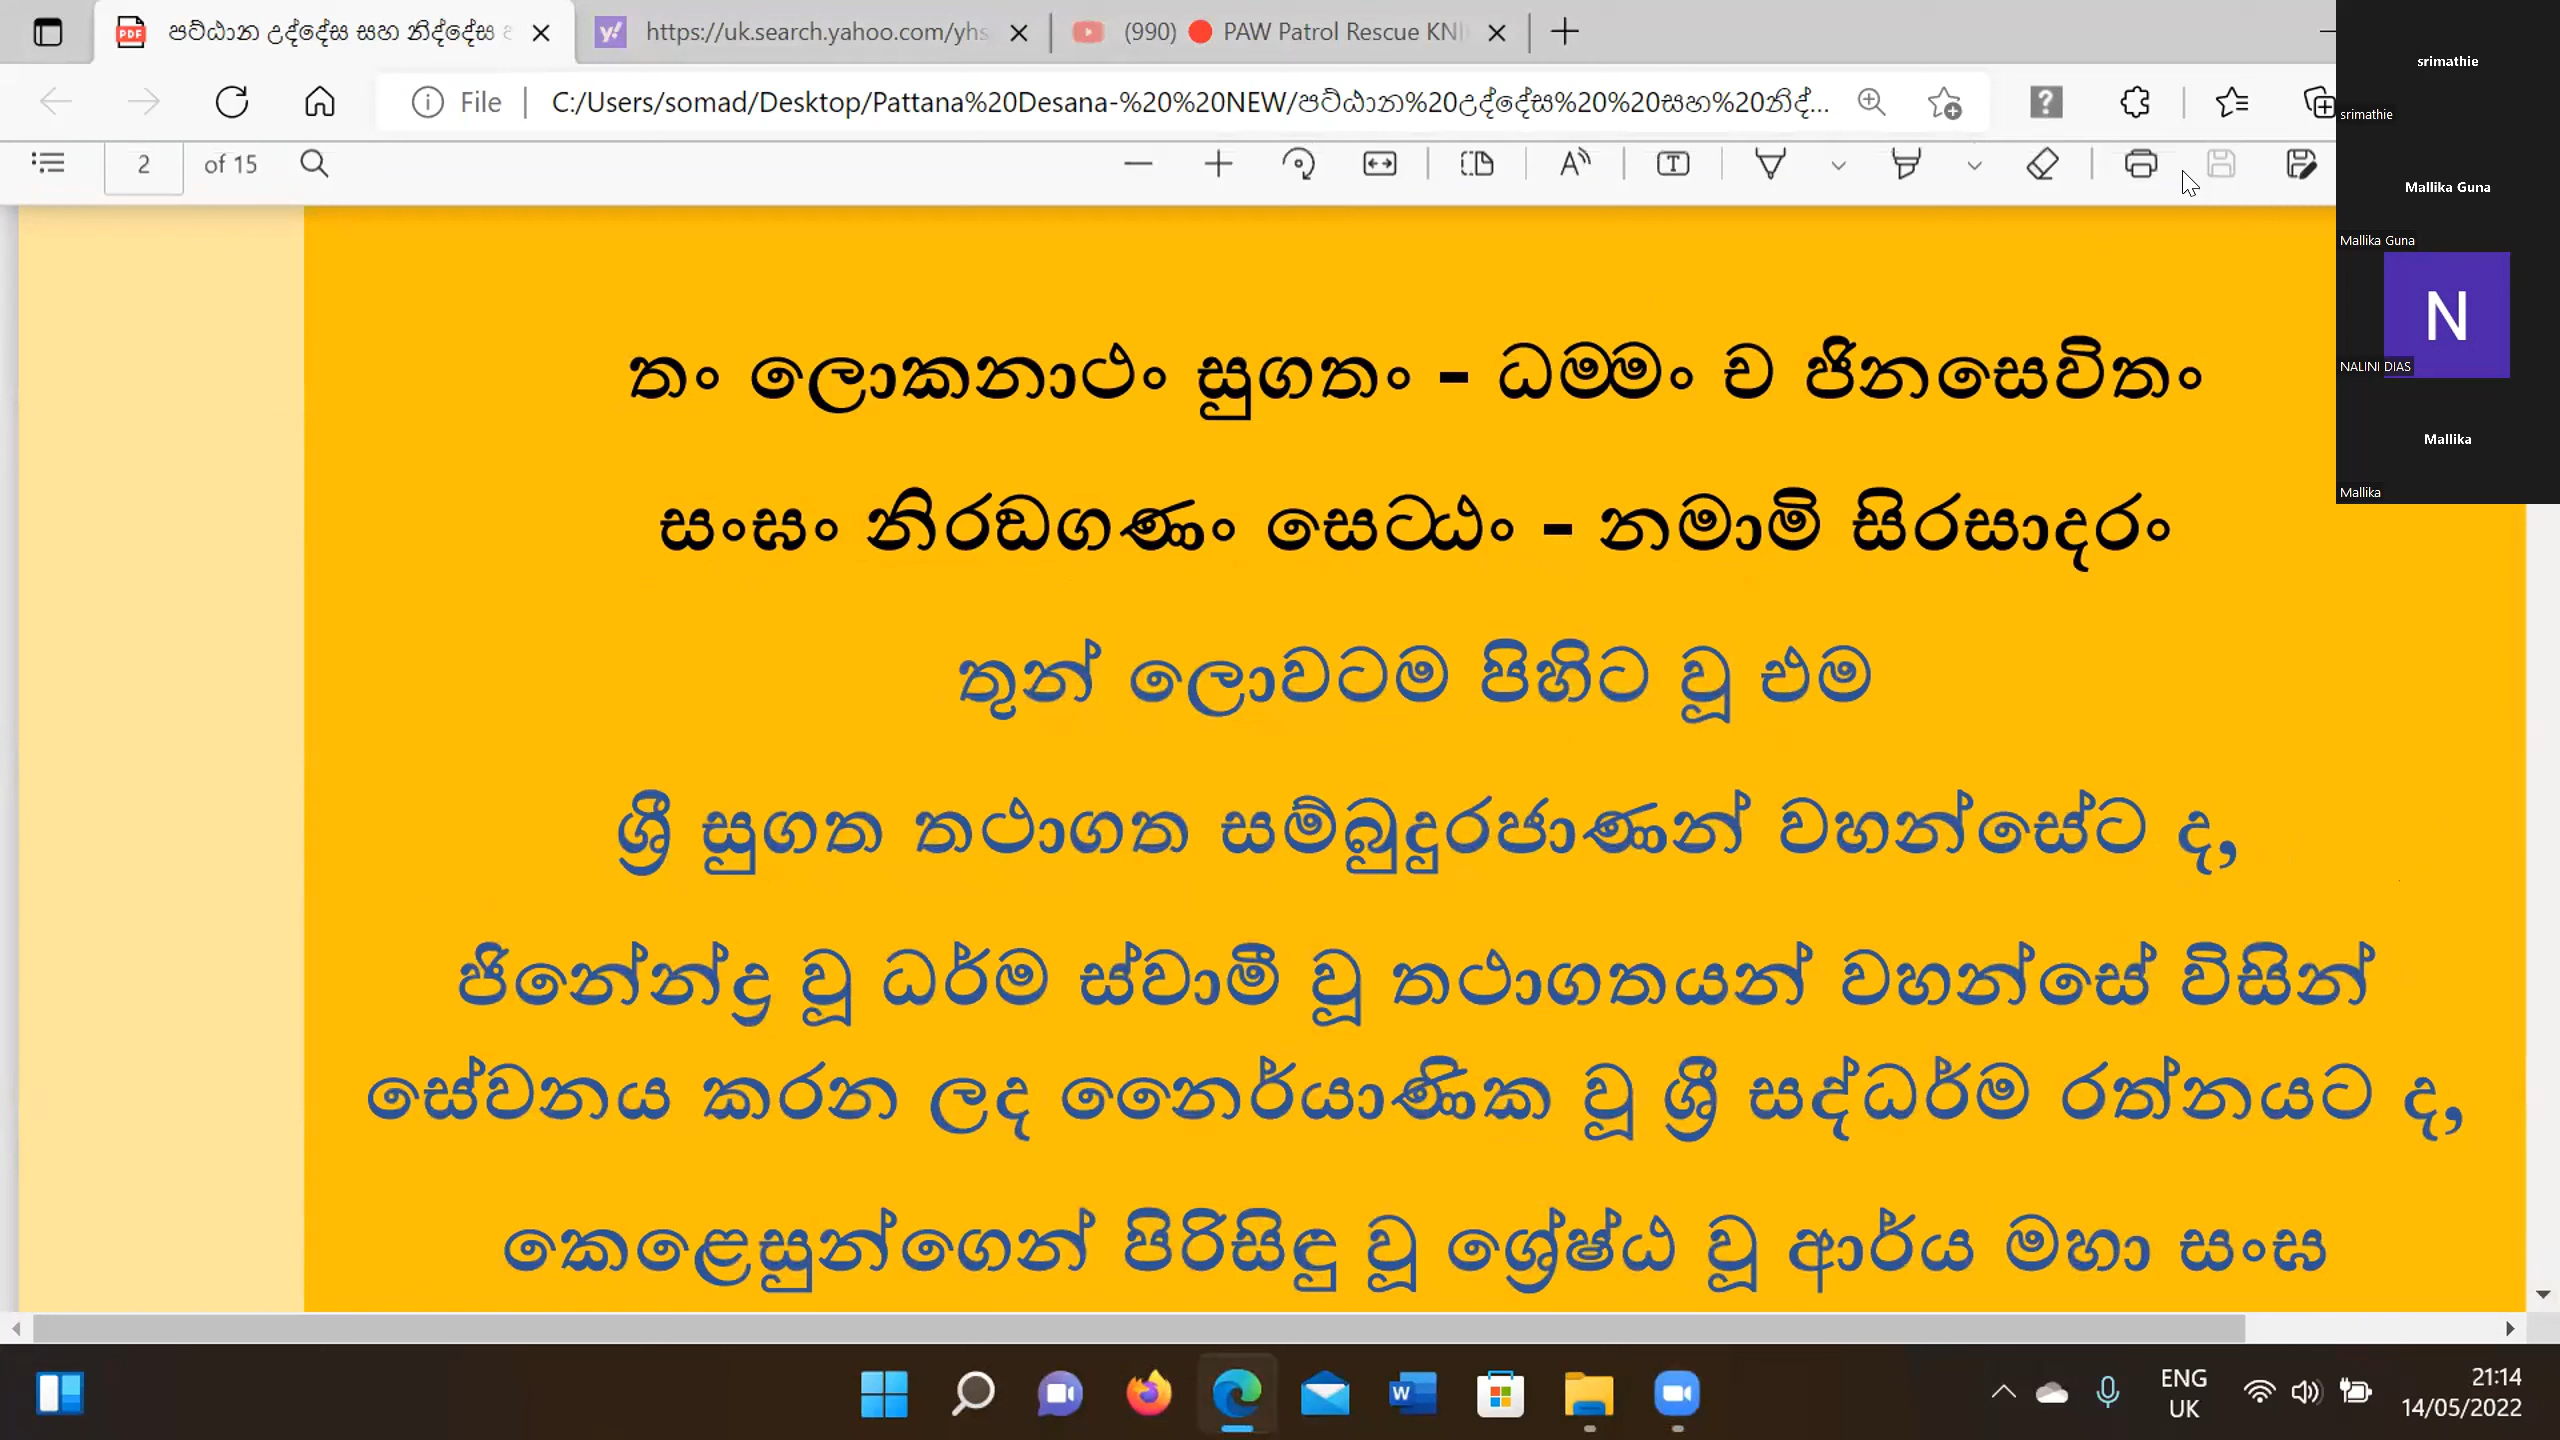 පට්ඨාන උද්දේස සහ නිද්දේස
https://uk.search.yahoo.com/yhs
(990) PAW Patrol Rescue KNI
File
C:/Users/somad/Desktop/Pattana%20Desana-%20%20NEW/පට්ඨාන%20උද්දේස%20%20සහ%20නිද්...
2 of 15
තං ලොකනාථං සුගතං - ධම්මං ච ජිනසෙවිතං
සංඝං නිරඞගණං සෙට්ඨං - නමාමි සිරසාදරං
තුන් ලොවටම පිහිට වූ එම
ශ්‍රී සුගත තථාගත සම්බුදුරජාණන් වහන්සේට ද,
ජිනේන්ද්‍ර වූ ධර්ම ස්වාමී වූ තථාගතයන් වහන්සේ විසින්
සේවනය කරන ලද නෛර්යාණික වූ ශ්‍රී සද්ධර්ම රත්නයට ද,
කෙළෙසුන්ගෙන් පිරිසිඳු වූ ශ්‍රේෂ්ඨ වූ ආර්ය මහා සංඝ
srimathie
srimathie
Mallika Guna
Mallika Guna
N
NALINI DIAS
Mallika
Mallika
ENG
UK
21:14
14/05/2022